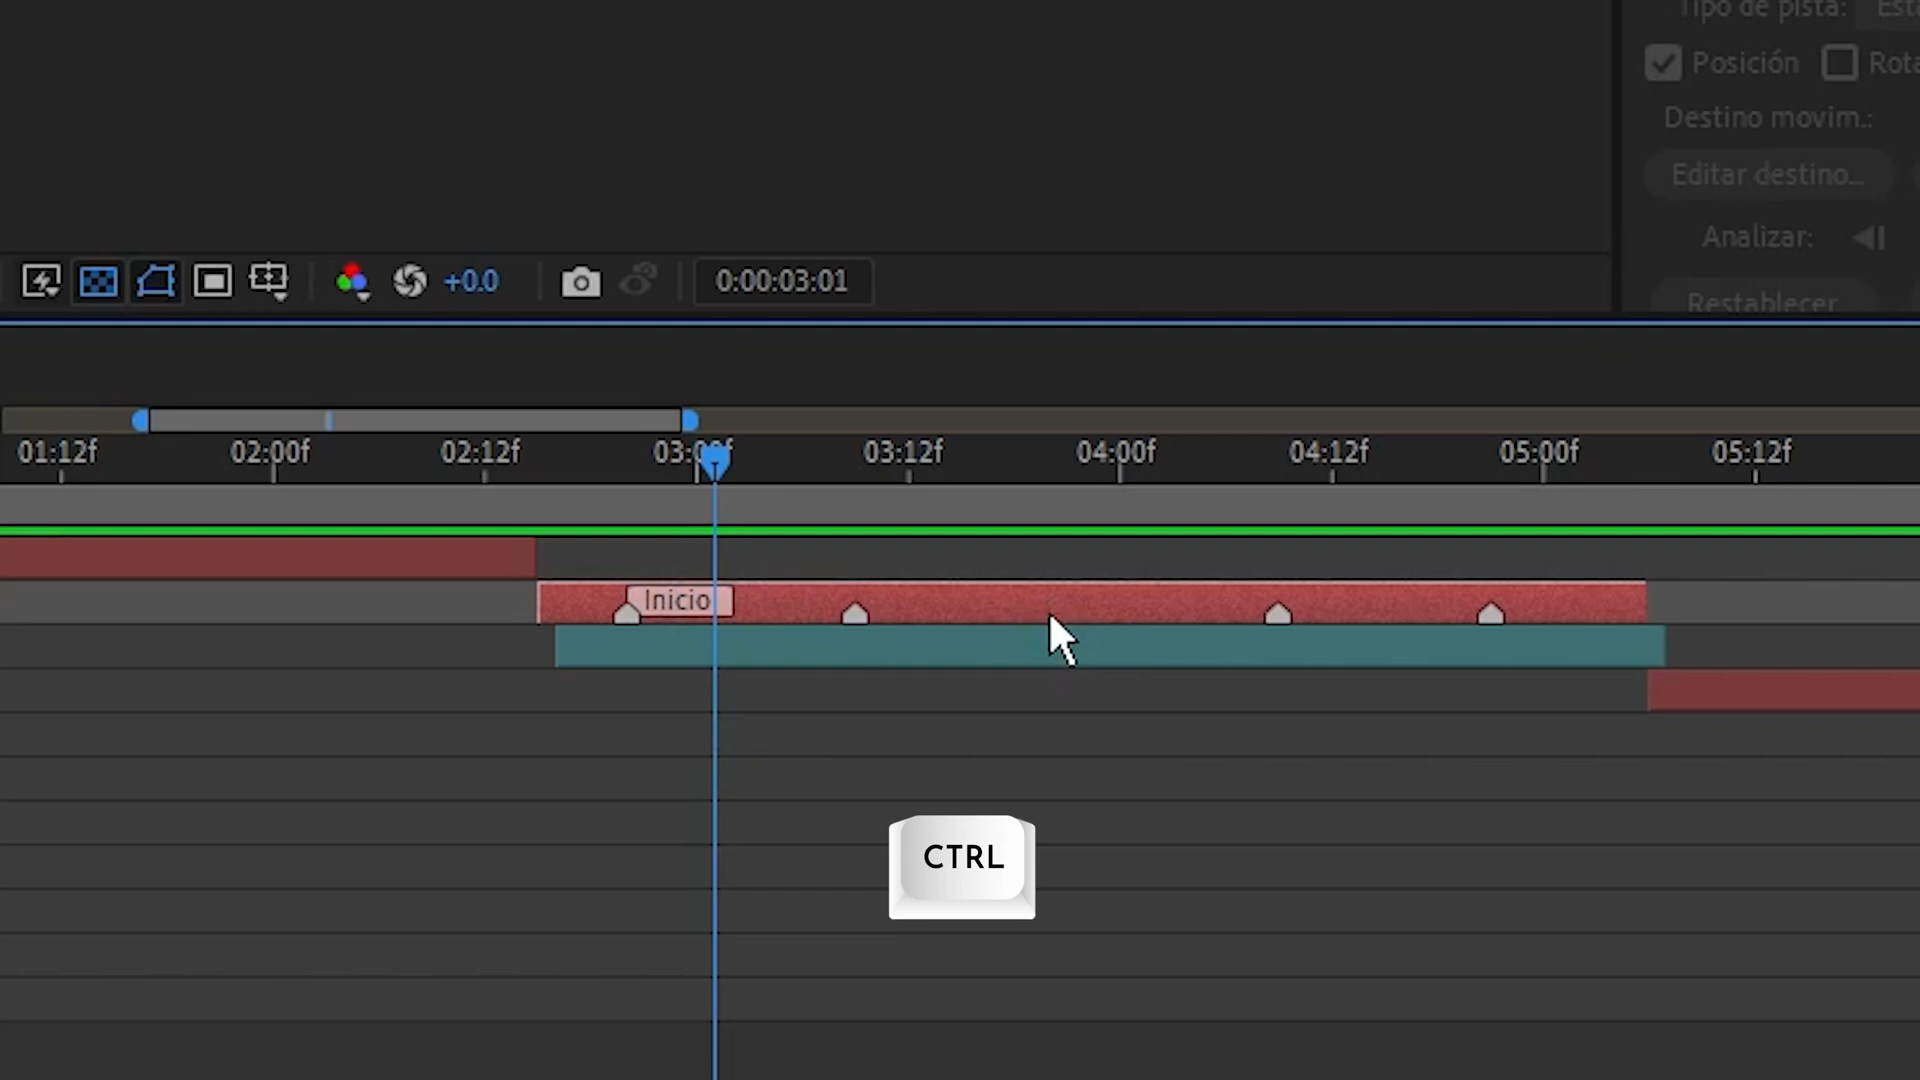 Tipo de pista:
Posición
Destino movim.:
Editar destino...
Analizar:
Restablecer
+0.0
0:00:03:01
01:12f 02:00f 02:12f 03:00f 03:12f 04:00f 04:12f 05:00f 05:12f
Inicio
CTRL